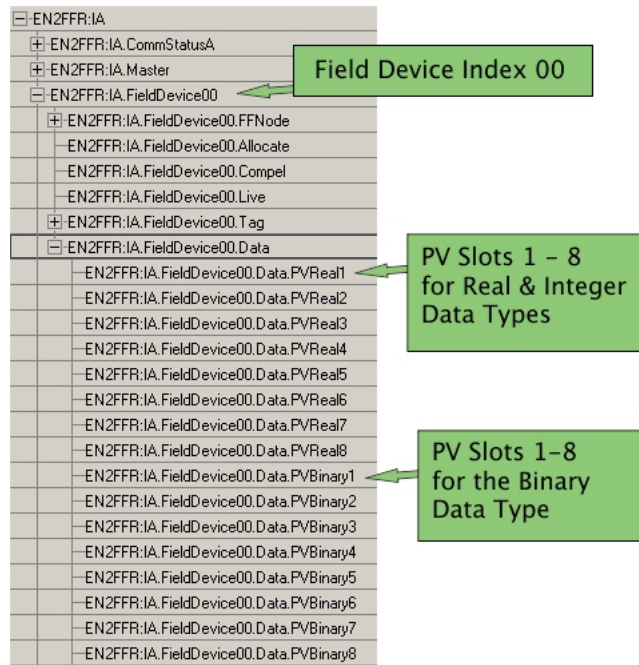 EN2FFR:IA
EN2FFR:IA.CommStatusA
EN2FFR:IA.Master
EN2FFR:IA.FieldDevice00
Field Device Index 00
EN2FFR:IA.FieldDevice00.FFNode
EN2FFR:IA.FieldDevice00.Allocate
EN2FFR:IA.FieldDevice00.Compel
EN2FFR:IA.FieldDevice00.Live
EN2FFR:IA.FieldDevice00.Tag
EN2FFR:IA.FieldDevice00.Data
EN2FFR:IA.FieldDevice00.Data.PVReal1
EN2FFR:IA.FieldDevice00.Data.PVReal2
EN2FFR:IA.FieldDevice00.Data.PVReal3
EN2FFR:IA.FieldDevice00.Data.PVReal4
EN2FFR:IA.FieldDevice00.Data.PVReal5
EN2FFR:IA.FieldDevice00.Data.PVReal6
EN2FFR:IA.FieldDevice00.Data.PVReal7
EN2FFR:IA.FieldDevice00.Data.PVReal8
PV Slots 1 – 8
for Real & Integer
Data Types
EN2FFR:IA.FieldDevice00.Data.PVBinary1
EN2FFR:IA.FieldDevice00.Data.PVBinary2
EN2FFR:IA.FieldDevice00.Data.PVBinary3
EN2FFR:IA.FieldDevice00.Data.PVBinary4
EN2FFR:IA.FieldDevice00.Data.PVBinary5
EN2FFR:IA.FieldDevice00.Data.PVBinary6
EN2FFR:IA.FieldDevice00.Data.PVBinary7
EN2FFR:IA.FieldDevice00.Data.PVBinary8
PV Slots 1–8
for the Binary
Data Type